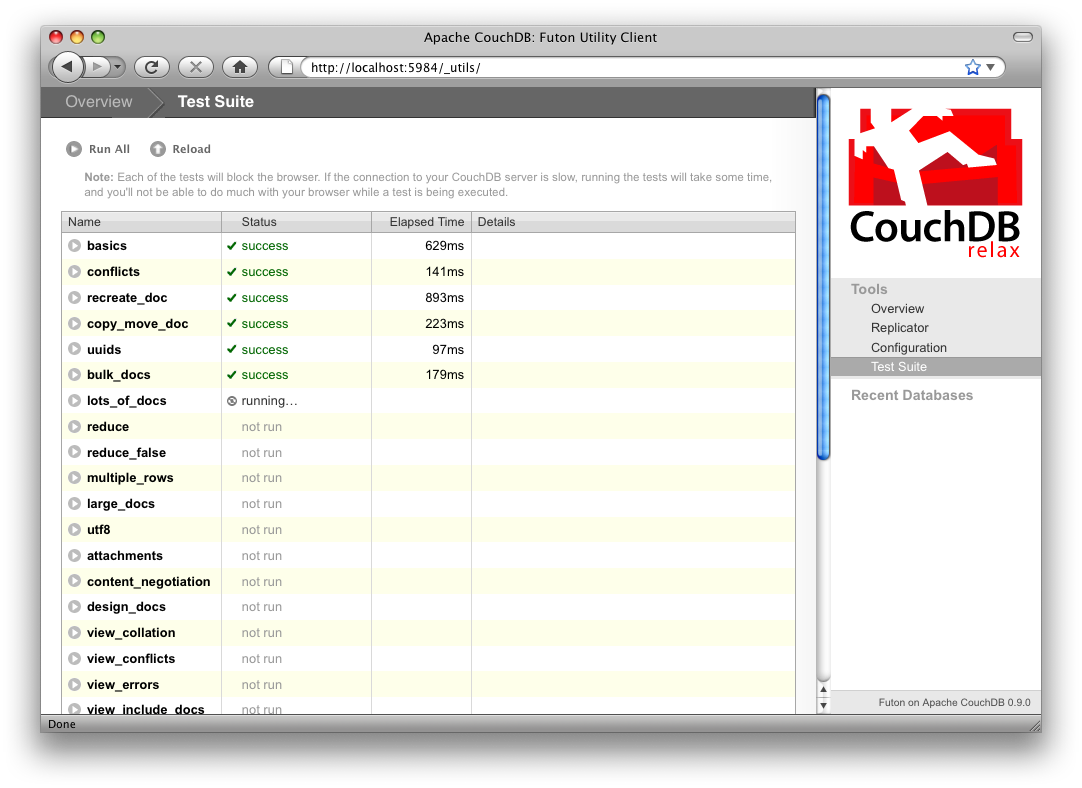 Apache CouchDB: Futon Utility Client
http://localhost:5984/_utils/
Overview Test Suite
Run All Reload
Note: Each of the tests will block the browser. If the connection to your CouchDB server is slow, running the tests will take some time,
and you'll not be able to do much with your browser while a test is being executed.
Name Status Elapsed Time Details
basics success 629ms
conflicts success 141ms
recreate_doc success 893ms
copy_move_doc success 223ms
uuids success 97ms
bulk_docs success 179ms
lots_of_docs running…
reduce not run
reduce_false not run
multiple_rows not run
large_docs not run
utf8 not run
attachments not run
content_negotiation not run
design_docs not run
view_collation not run
view_conflicts not run
view_errors not run
view_include_docs not run
CouchDB
relax
Tools
Overview
Replicator
Configuration
Test Suite
Recent Databases
Futon on Apache CouchDB 0.9.0
Done